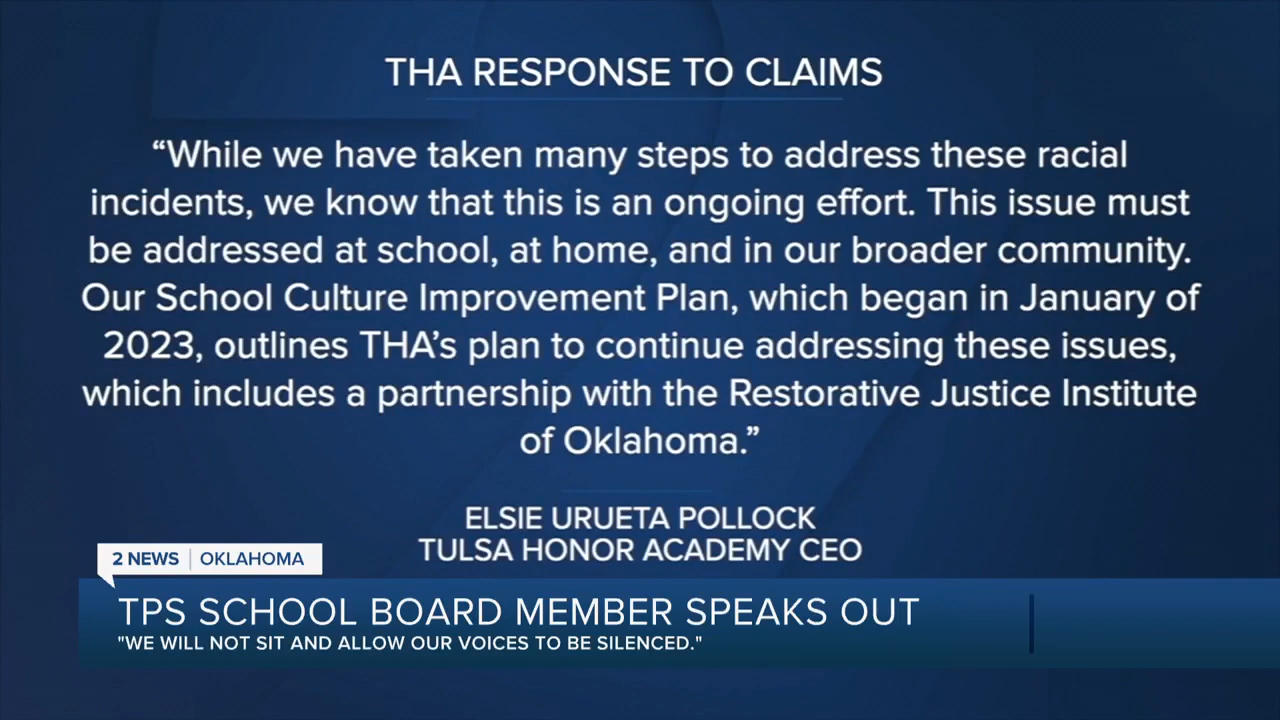 THA RESPONSE TO CLAIMS
“While we have taken many steps to address these racial
incidents, we know that this is an ongoing effort. This issue must
be addressed at school, at home, and in our broader community.
Our School Culture Improvement Plan, which began in January of
2023, outlines THA’s plan to continue addressing these issues,
which includes a partnership with the Restorative Justice Institute
of Oklahoma.”
ELSIE URUETA POLLOCK
TULSA HONOR ACADEMY CEO
2 NEWS | OKLAHOMA
TPS SCHOOL BOARD MEMBER SPEAKS OUT
"WE WILL NOT SIT AND ALLOW OUR VOICES TO BE SILENCED."